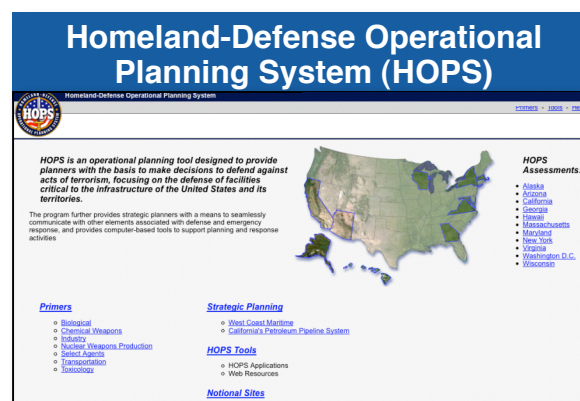 Homeland-Defense Operational
Planning System (HOPS)
Homeland-Defense Operational Planning System
HOPS
Primers - Tools -
HOPS is an operational planning tool designed to provide
planners with the basis to make decisions to defend against
acts of terrorism, focusing on the defense of facilities
critical to the infrastructure of the United States and its
territories.
The program further provides strategic planners with a means to seamlessly
communicate with other elements associated with defense and emergency
response, and provides computer-based tools to support planning and response
activities
HOPS
Assessments:
Alaska
Arizona
California
Georgia
Hawaii
Massachusetts
Maryland
New York
Virginia
Washington D.C.
Wisconsin
Primers
Biological
Chemical Weapons
Industry
Nuclear Weapons Production
Select Agents
Transportation
Toxicology
Strategic Planning
West Coast Maritime
California's Petroleum Pipeline System
HOPS Tools
HOPS Applications
Web Resources
Notional Sites